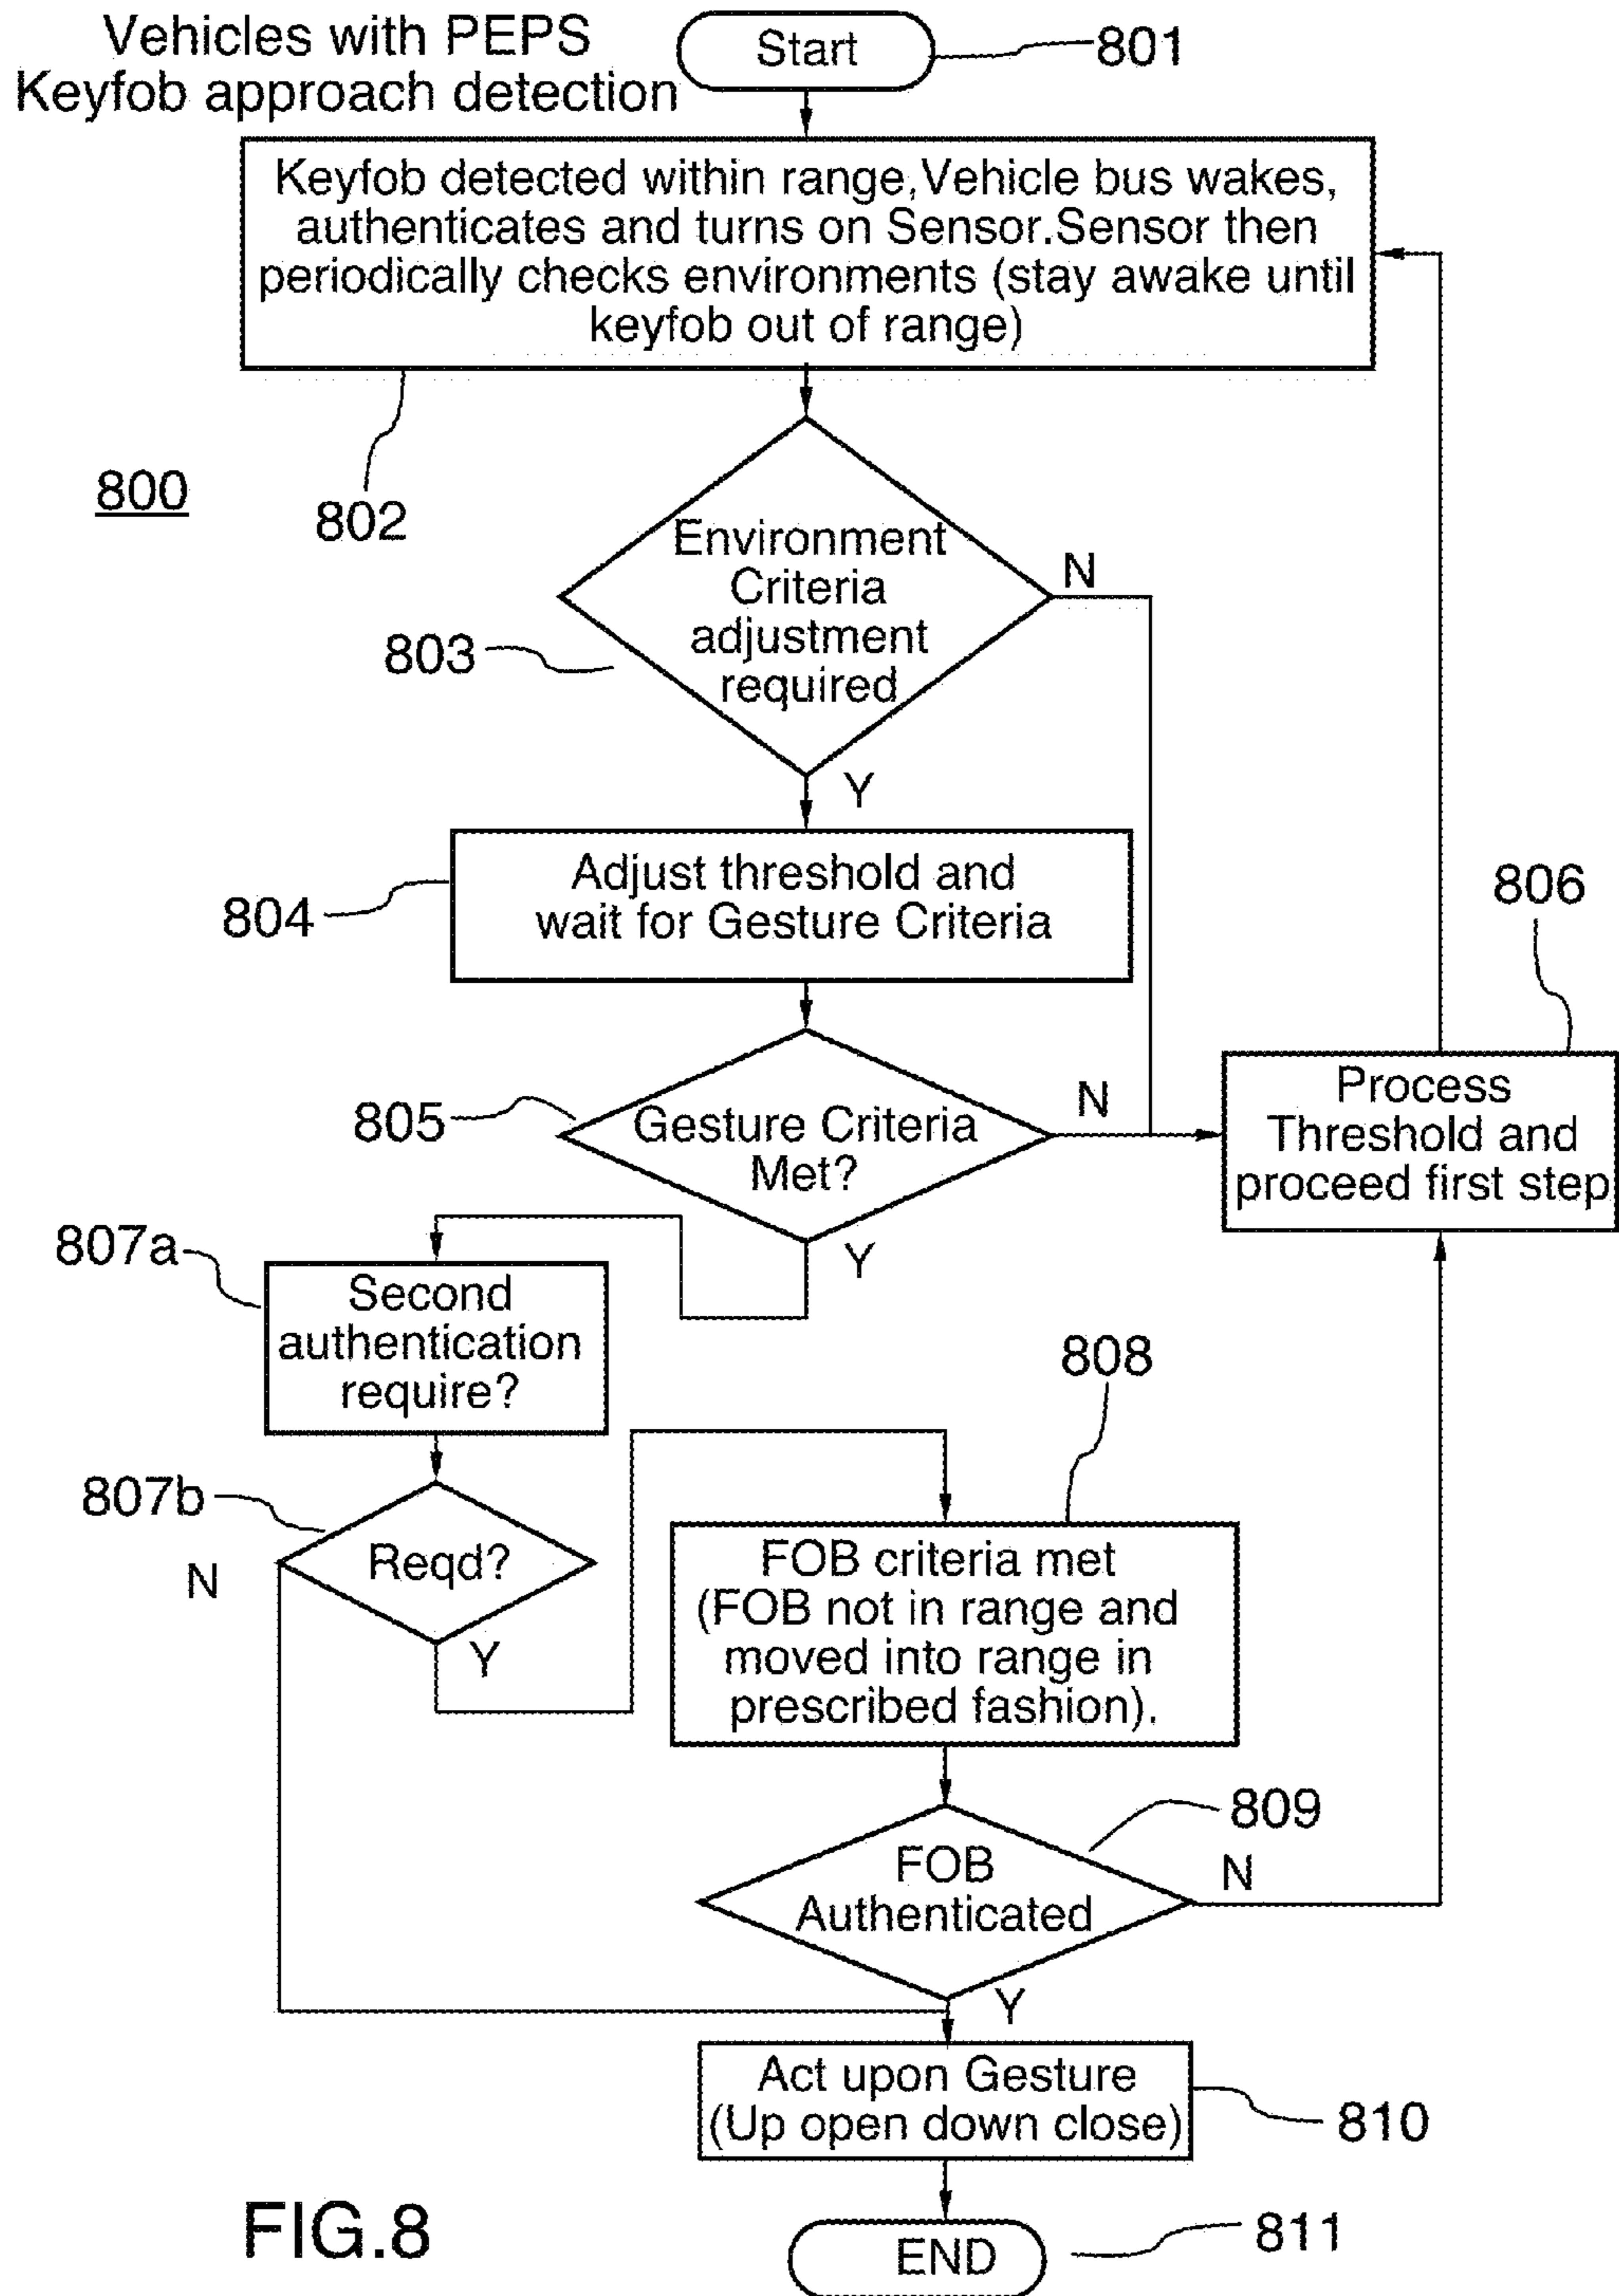 Vehicles with PEPS
Keyfob approach detection
Start
801
Keyfob detected within range,Vehicle bus wakes,
authenticates and turns on Sensor.Sensor then
periodically checks environments (stay awake until
keyfob out of range)
800
802
Environment
Criteria
adjustment
required
N
803
Y
Adjust threshold and
wait for Gesture Criteria
804
806
805
Gesture Criteria
Met?
N
Process
Threshold and
proceed first step
Y
807a
Second
authentication
require?
808
807b
Reqd?
N
Y
FOB criteria met
(FOB not in range and
moved into range in
prescribed fashion).
809
FOB
Authenticated
N
Y
Act upon Gesture
(Up open down close)
810
END
811
FIG.8